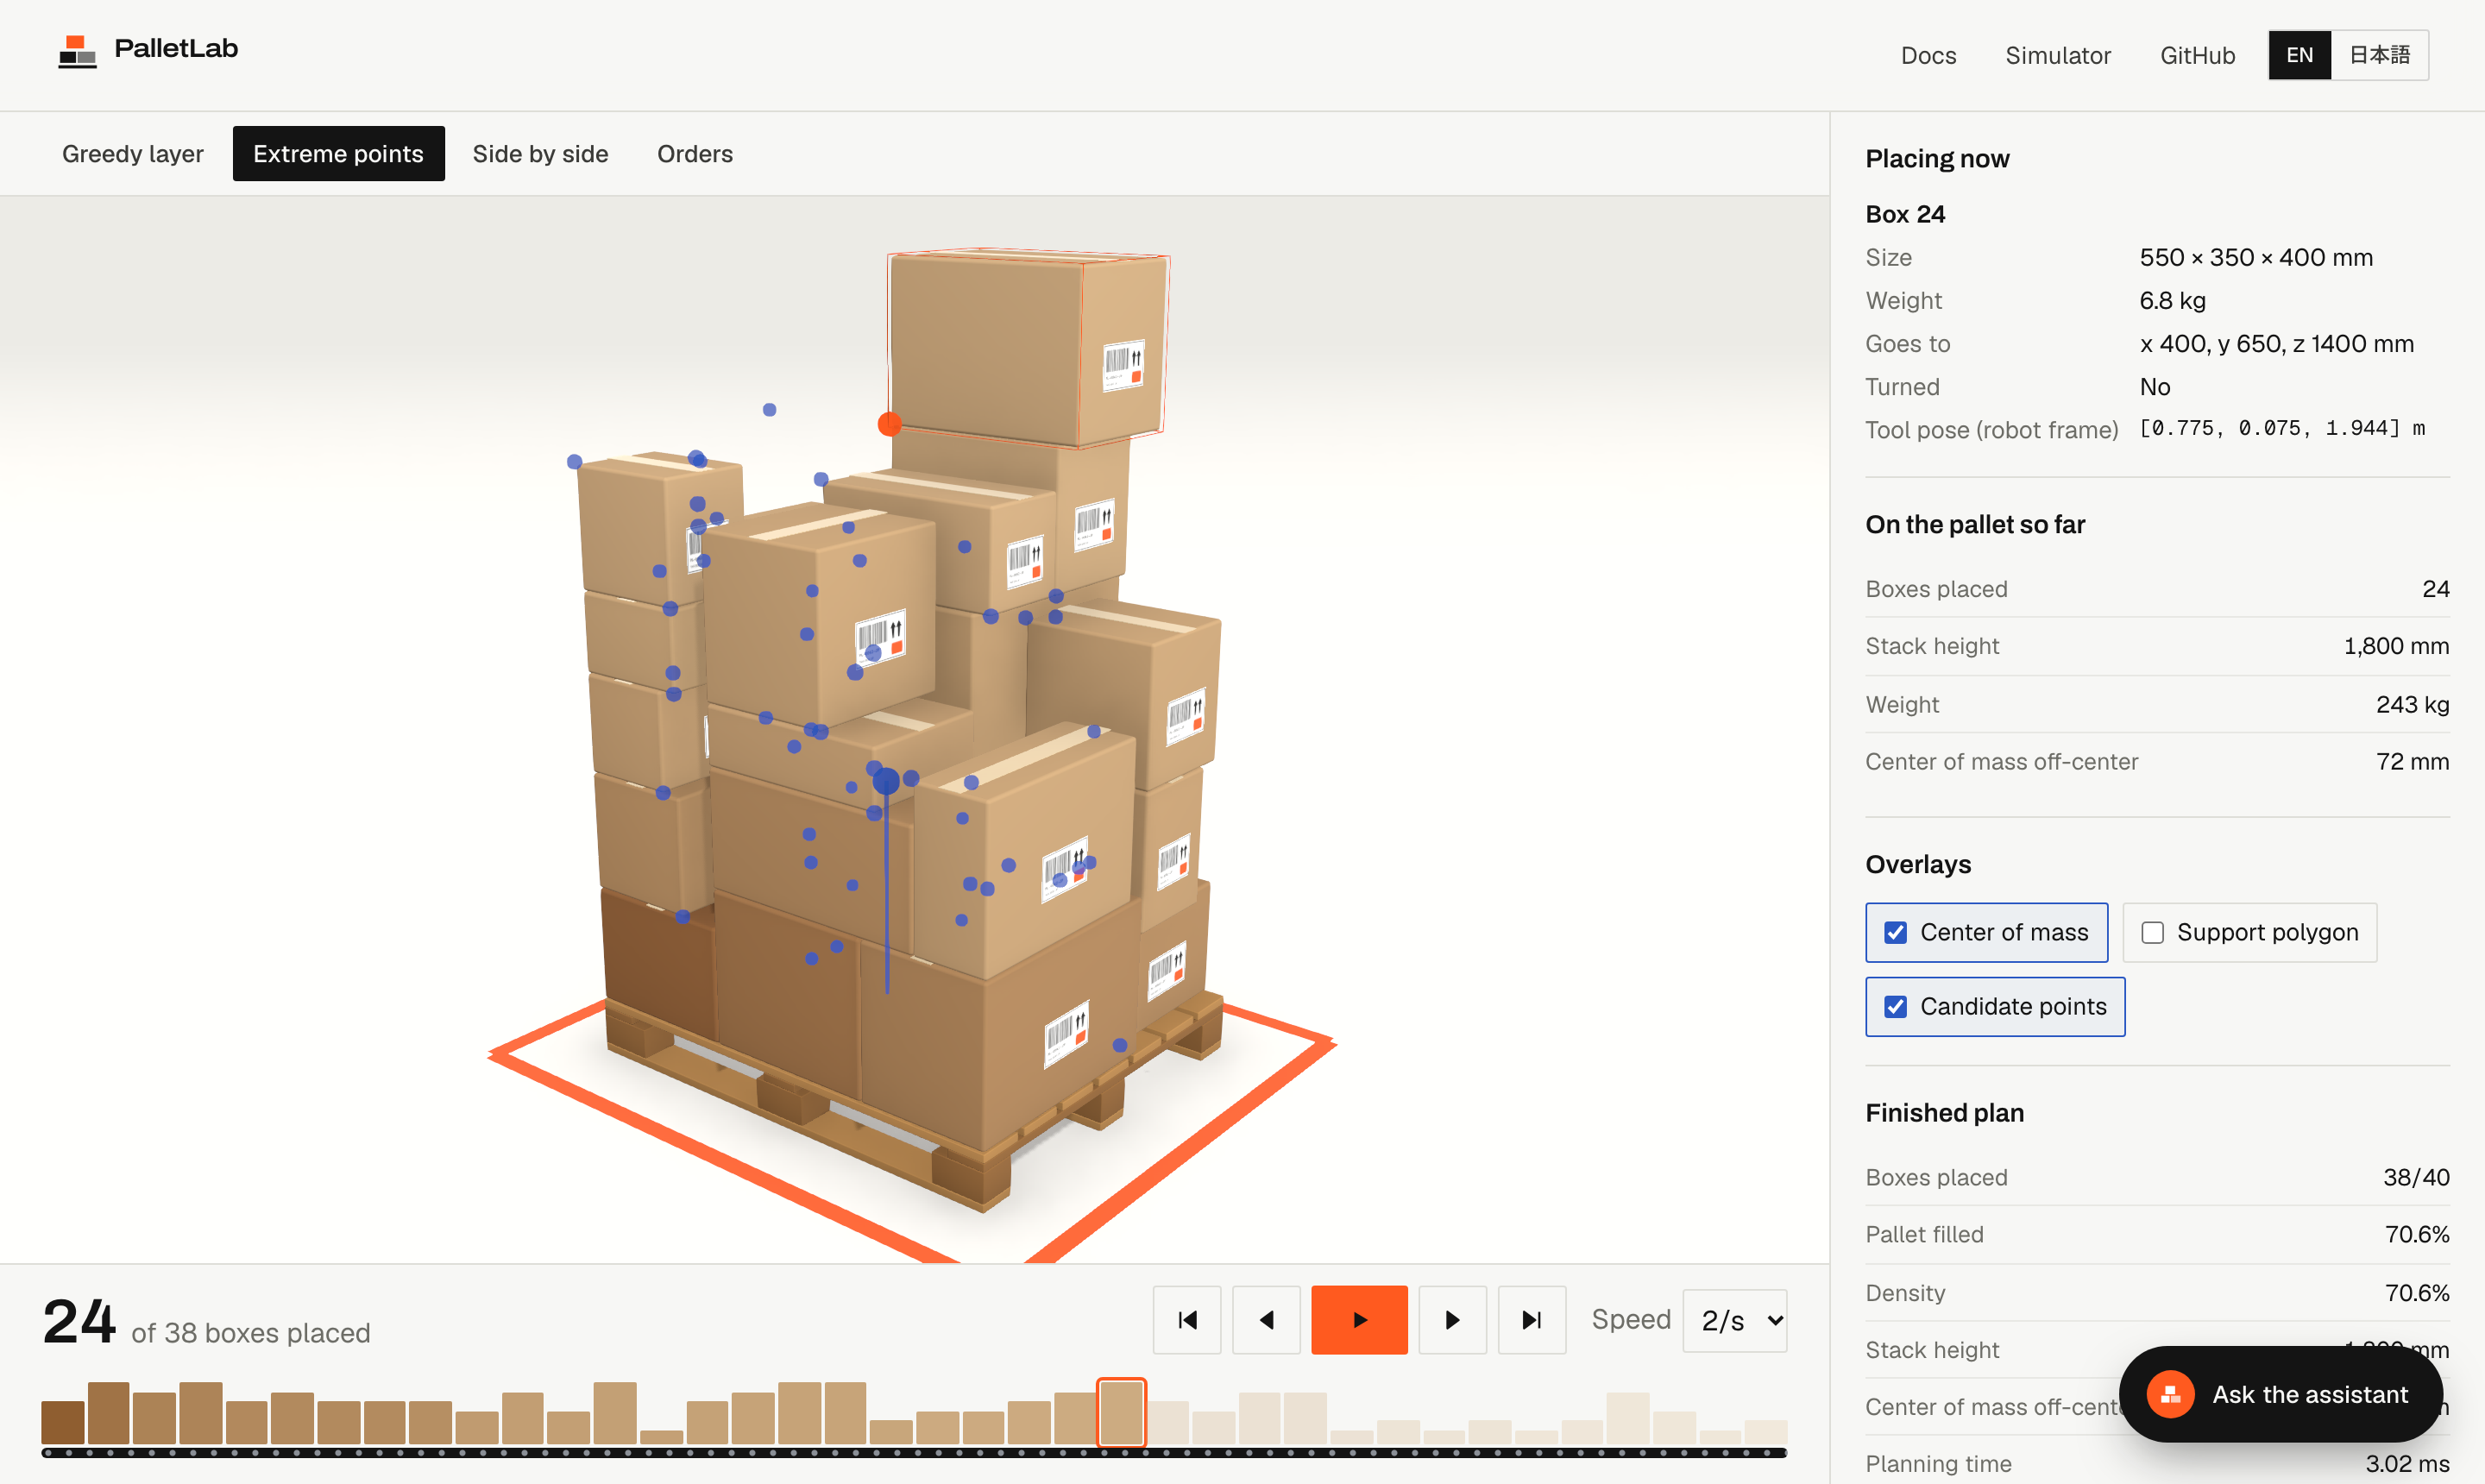 PalletLab
Docs
Simulator
GitHub
EN
日本語
Greedy layer
Extreme points
Side by side
Orders
Placing now
Box 24
Size 550 × 350 × 400 mm
Weight 6.8 kg
Goes to x 400, y 650, z 1400 mm
Turned No
Tool pose (robot frame) [0.775, 0.075, 1.944] m
On the pallet so far
Boxes placed 24
Stack height 1,800 mm
Weight 243 kg
Center of mass off-center 72 mm
Overlays
Center of mass
Support polygon
Candidate points
Finished plan
Boxes placed 38/40
Pallet filled 70.6%
Density 70.6%
Stack height mm
Center of mass
Planning time 3.02 ms
Ask the assistant
24 of 38 boxes placed
Speed 2/s